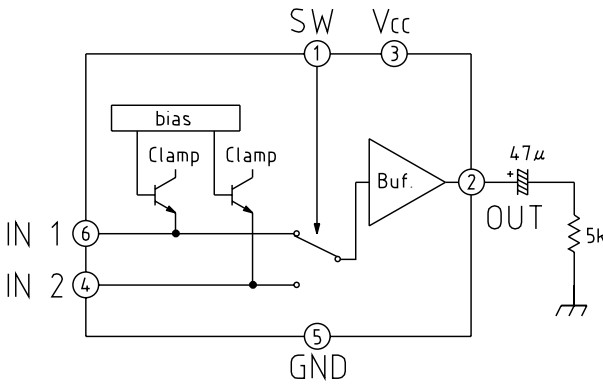 SW Vcc
1 3
bias
Clamp Clamp
47μ
+
Buf. 2
OUT
IN 1 6
5k
IN 2 4
5
GND